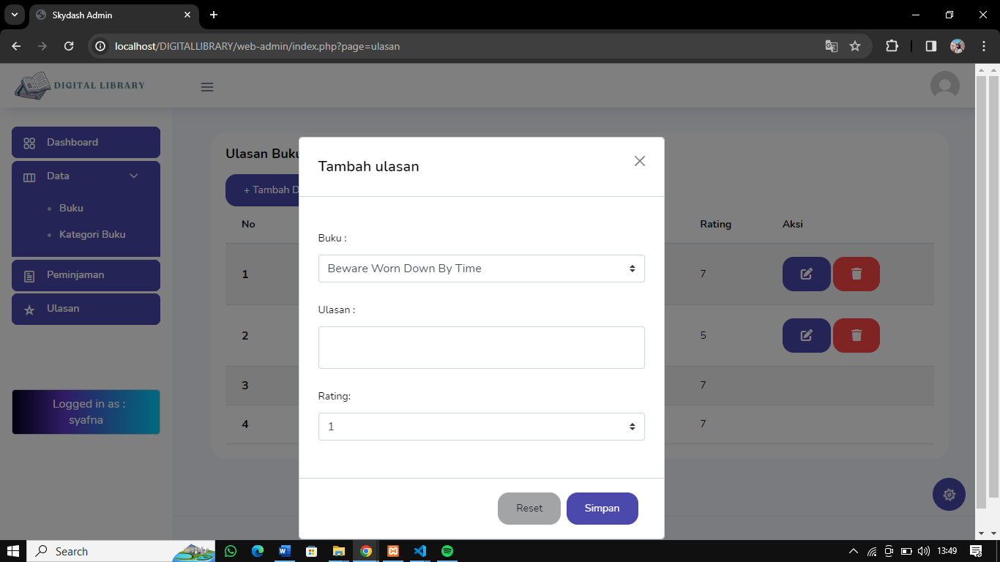 Skydash Admin
localhost/DIGITALLIBRARY/web-admin/index.php?page=ulasan
DIGITAL LIBRARY
Dashboard
Data
Buku
Kategori Buku
Peminjaman
Ulasan
Logged in as :
syafna
Ulasan Buku
+ Tambah D
No
Rating
Aksi
1
7
2
5
3
7
4
7
Tambah ulasan
Buku :
Beware Worn Down By Time
Ulasan :
Rating:
1
Reset
Simpan
Search
13:49